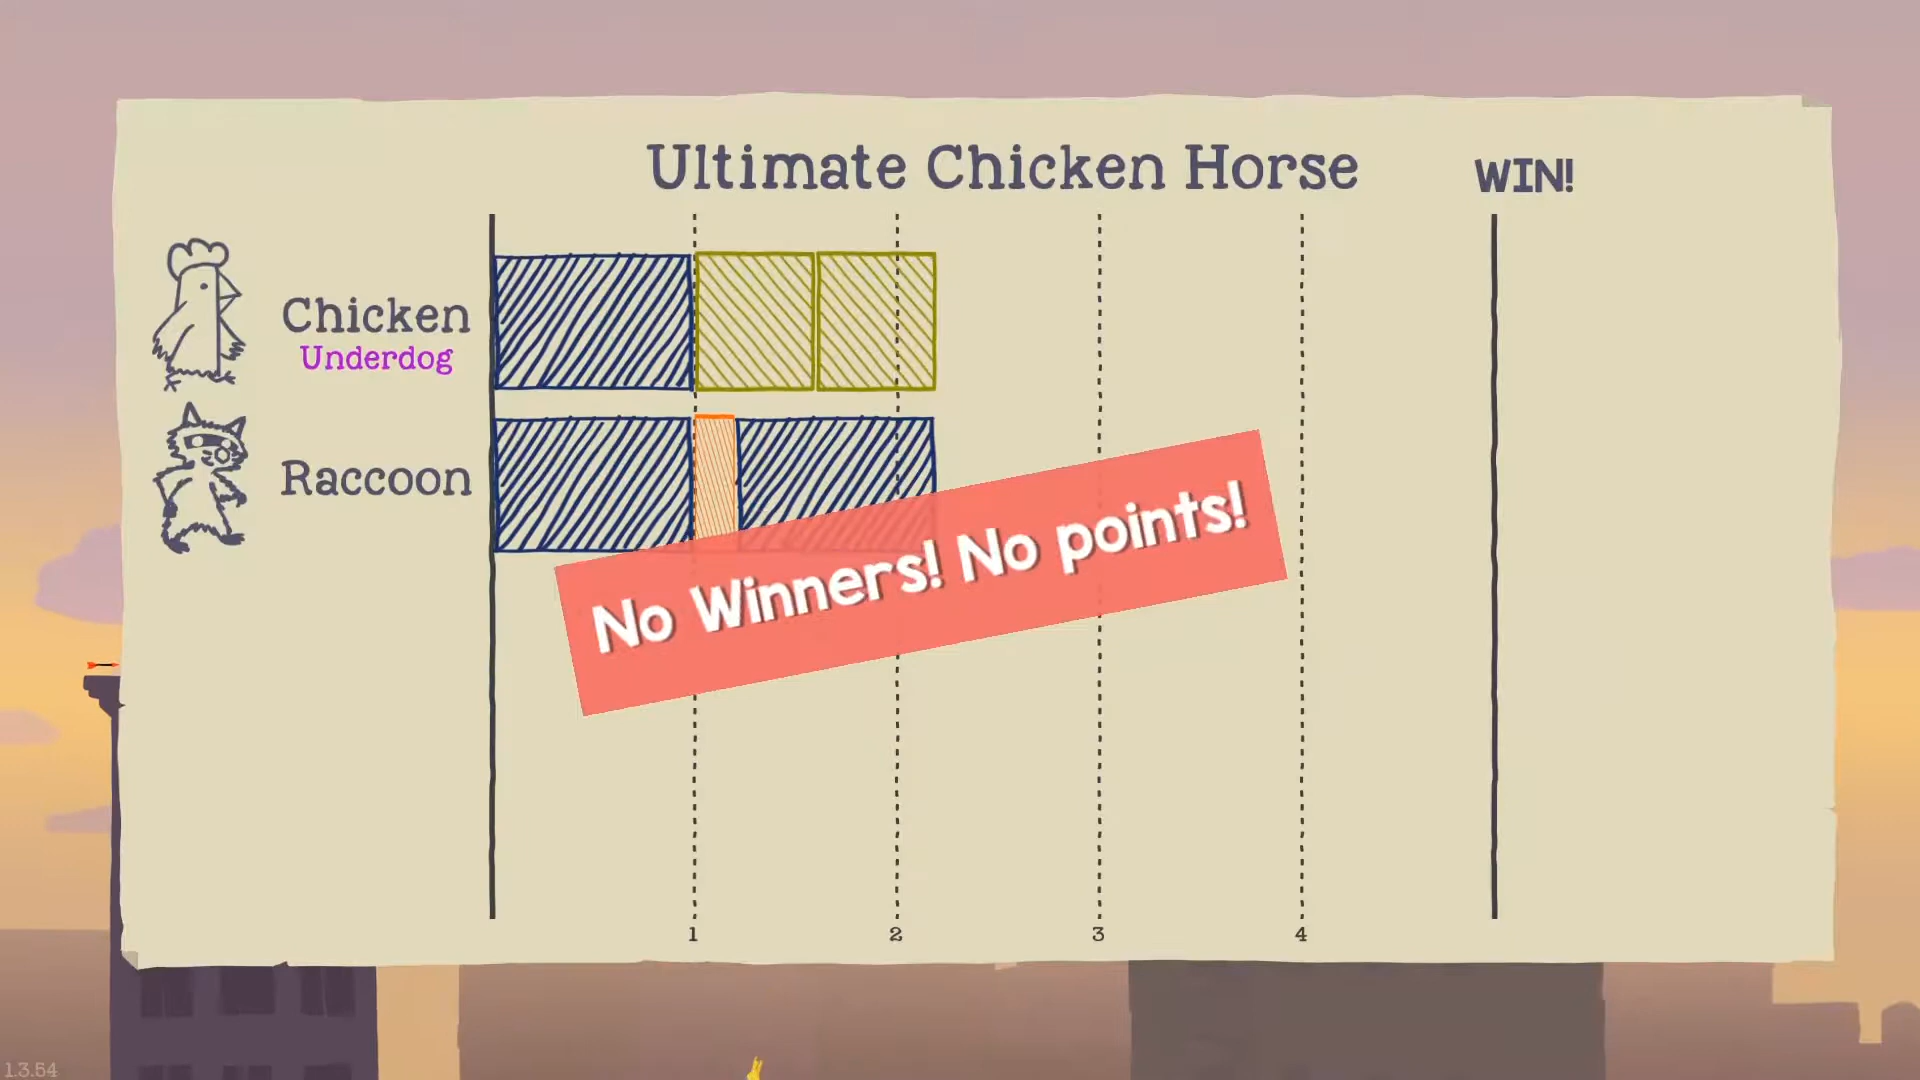 Ultimate Chicken Horse
WIN!
Chicken
Underdog
Raccoon
No Winners! No points!
1 2 3 4
1.3.54